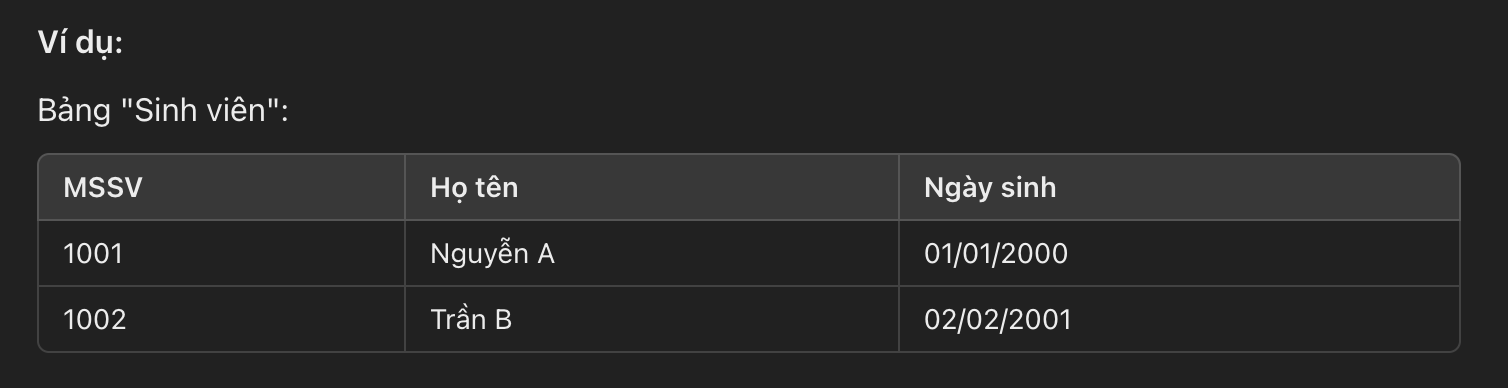 Ví dụ:
Bảng "Sinh viên":
MSSV Họ tên Ngày sinh
1001 Nguyễn A 01/01/2000
1002 Trần B 02/02/2001